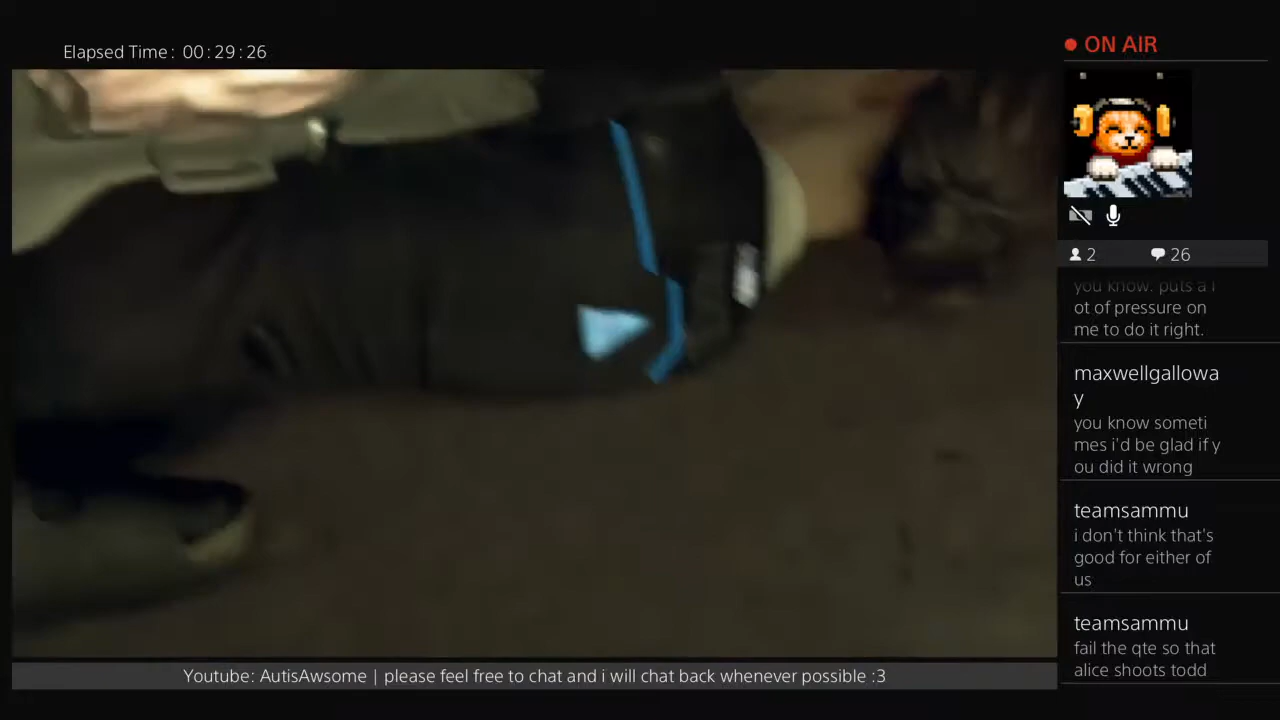 Elapsed Time: 00:29:26
ON AIR
2 26
you know. puts a l
ot of pressure on
me to do it right.
maxwellgallowa
y
you know someti
mes i'd be glad if y
ou did it wrong
teamsammu
i don't think that's
good for either of
us
teamsammu
fail the qte so that
alice shoots todd
Youtube: AutisAwsome | please feel free to chat and i will chat back whenever possible :3